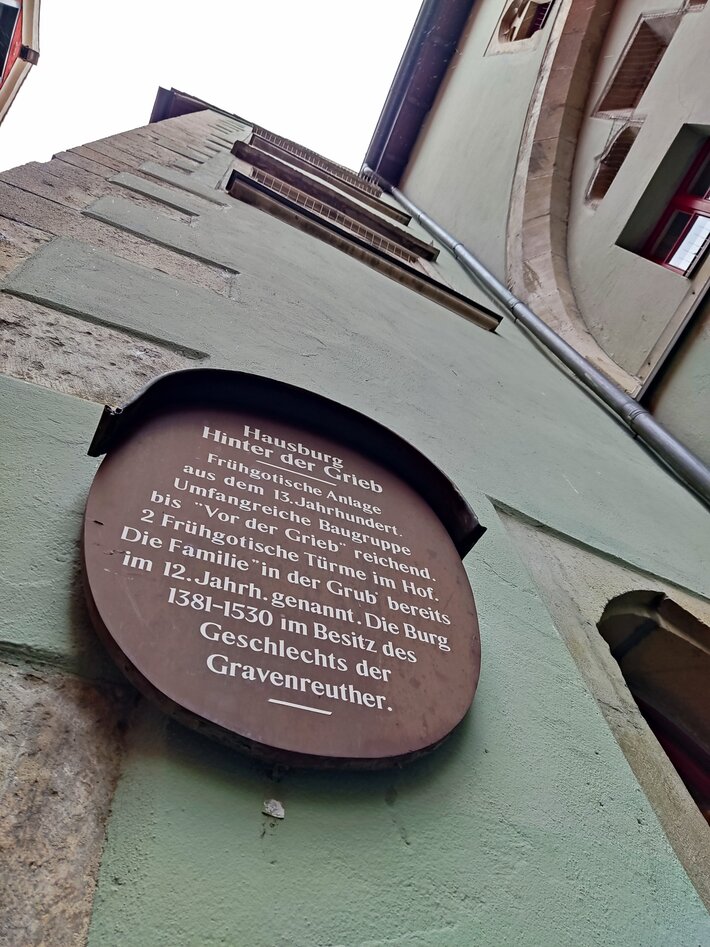 Hausburg
Hinter der Grieb
Frühgotische Anlage
aus dem 13. Jahrhundert.
Umfangreiche Baugruppe
bis "Vor der Grieb" reichend.
2 Frühgotische Türme im Hof.
Die Familie "in der Grub" bereits
im 12. Jahrh. genannt. Die Burg
1381-1530 im Besitz des
Geschlechts der
Gravenreuther.